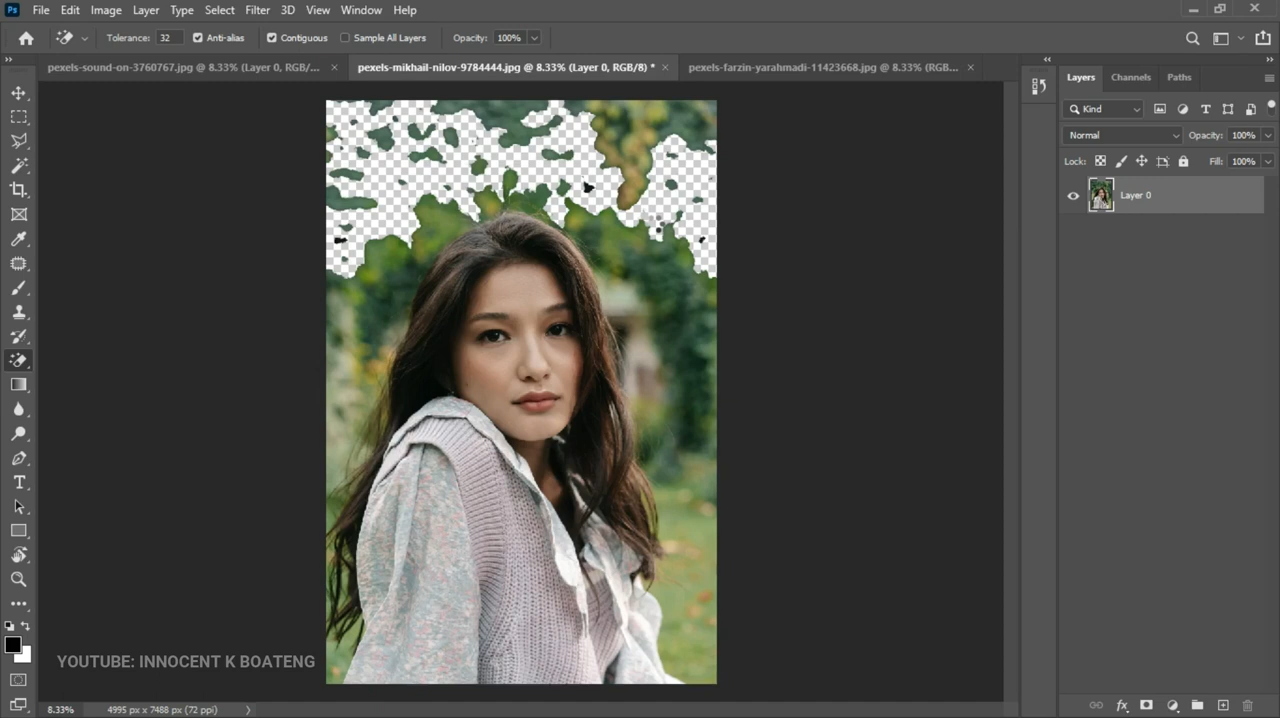 Ps File Edit Image Layer Type Select Filter 3D View Window Help
Tolerance: 32 Anti-alias Contiguous Sample All Layers Opacity: 100%
pexels-sound-on-3760767.jpg @ 8.33% (Layer 0, RGB/... × pexels-mikhail-nilov-9784444.jpg @ 8.33% (Layer 0, RGB/8) * × pexels-farzin-yarahmadi-11423668.jpg @ 8.33% (RGB... ×
Layers Channels Paths
Kind
Normal Opacity: 100%
Lock: Fill: 100%
Layer 0
YOUTUBE: INNOCENT K BOATENG
8.33% 4995 px x 7488 px (72 ppi)